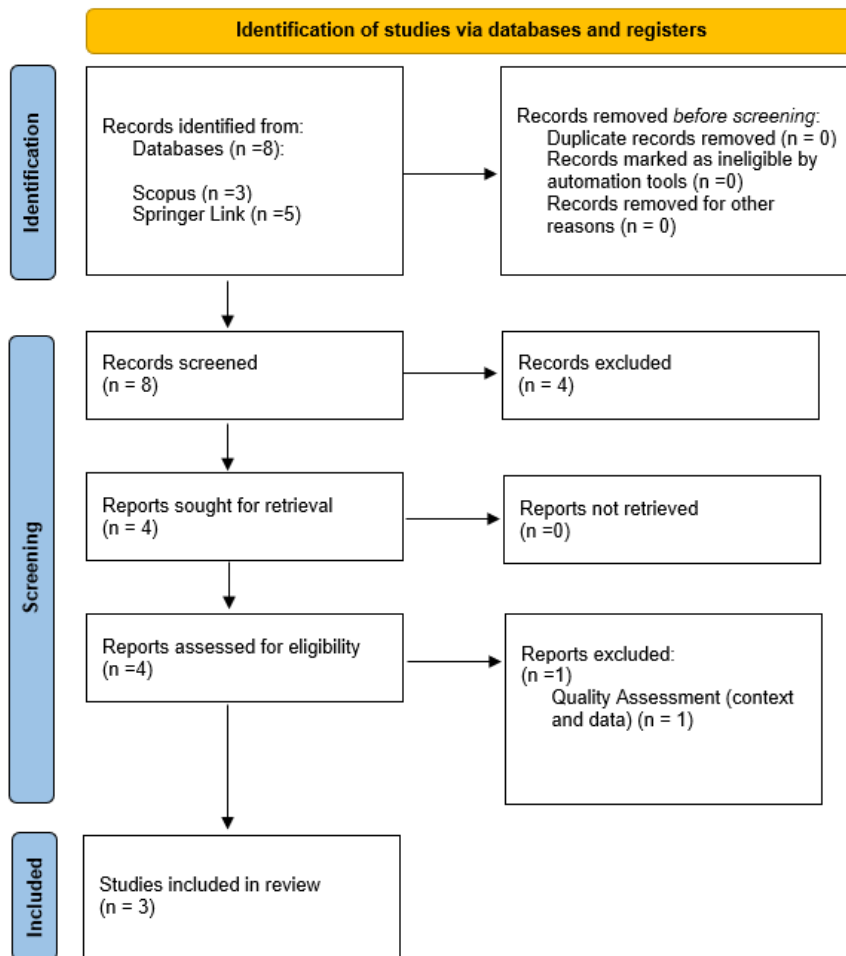 Identification of studies via databases and registers
Identification
Records identified from:
Databases (n =8):
Scopus (n =3)
Springer Link (n =5)
Records removed before screening:
Duplicate records removed (n = 0)
Records marked as ineligible by
automation tools (n =0)
Records removed for other
reasons (n = 0)
Screening
Records screened
(n = 8)
Records excluded
(n = 4)
Reports sought for retrieval
(n = 4)
Reports not retrieved
(n =0)
Reports assessed for eligibility
(n =4)
Reports excluded:
(n =1)
Quality Assessment (context
and data) (n = 1)
Included
Studies included in review
(n = 3)